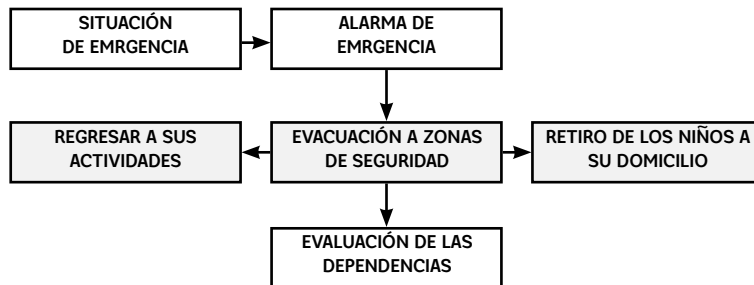 SITUACIÓN
DE EMRGENCIA
ALARMA DE
EMRGENCIA
REGRESAR A SUS
ACTIVIDADES
EVACUACIÓN A ZONAS
DE SEGURIDAD
RETIRO DE LOS NIÑOS A
SU DOMICILIO
EVALUACIÓN DE LAS
DEPENDENCIAS